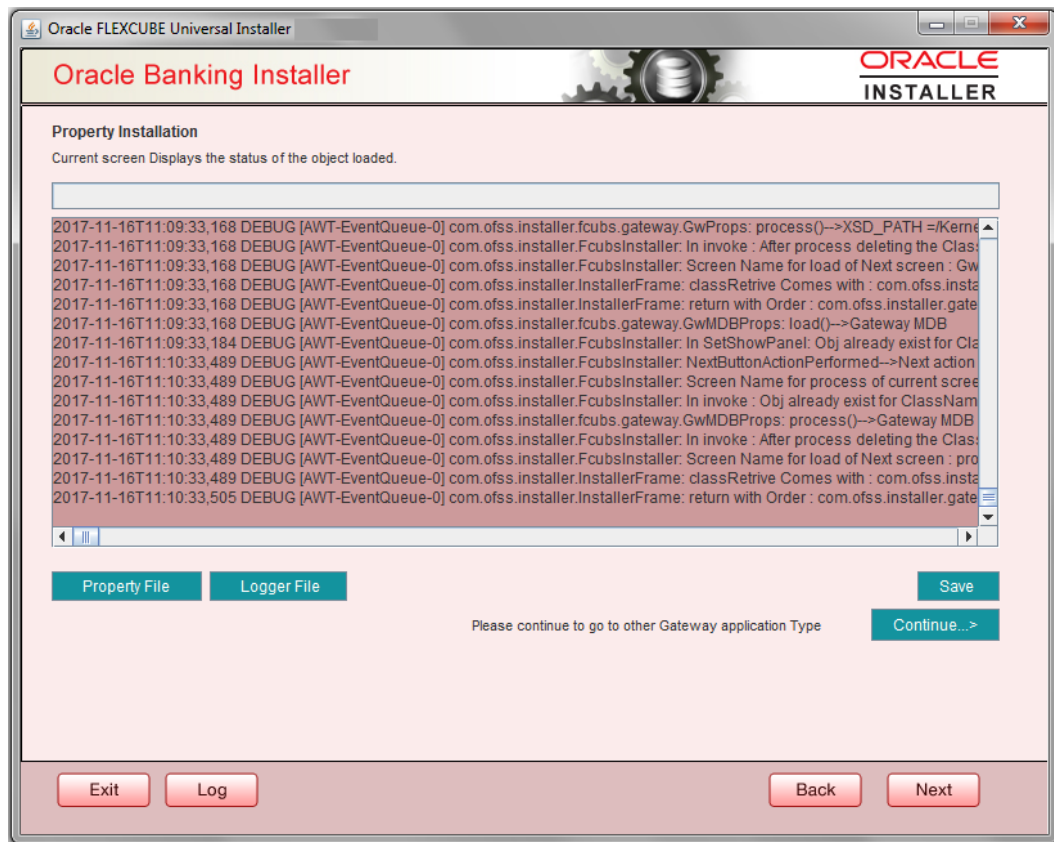 Oracle FLEXCUBE Universal Installer
Oracle Banking Installer
ORACLE
INSTALLER
Property Installation
Current screen Displays the status of the object loaded.
2017-11-16T11:09:33,168 DEBUG [AWT-EventQueue-0] com.ofss.installer.fcubs.gateway.GwProps: process()-->XSD_PATH =/Kerne
2017-11-16T11:09:33,168 DEBUG [AWT-EventQueue-0] com.ofss.installer.FcubsInstaller: In invoke : After process deleting the Clas
2017-11-16T11:09:33,168 DEBUG [AWT-EventQueue-0] com.ofss.installer.FcubsInstaller: Screen Name for load of Next screen : Gw
2017-11-16T11:09:33,168 DEBUG [AWT-EventQueue-0] com.ofss.installer.InstallerFrame: classRetrive Comes with : com.ofss.insta
2017-11-16T11:09:33,168 DEBUG [AWT-EventQueue-0] com.ofss.installer.InstallerFrame: return with Order : com.ofss.installer.gate
2017-11-16T11:09:33,168 DEBUG [AWT-EventQueue-0] com.ofss.installer.fcubs.gateway.GwMDBProps: load()-->Gateway MDB
2017-11-16T11:09:33,184 DEBUG [AWT-EventQueue-0] com.ofss.installer.FcubsInstaller: In SetShowPanel: Obj already exist for Cla
2017-11-16T11:10:33,489 DEBUG [AWT-EventQueue-0] com.ofss.installer.FcubsInstaller: NextButtonActionPerformed-->Next action
2017-11-16T11:10:33,489 DEBUG [AWT-EventQueue-0] com.ofss.installer.FcubsInstaller: Screen Name for process of current scree
2017-11-16T11:10:33,489 DEBUG [AWT-EventQueue-0] com.ofss.installer.FcubsInstaller: In invoke : Obj already exist for ClassNam
2017-11-16T11:10:33,489 DEBUG [AWT-EventQueue-0] com.ofss.installer.fcubs.gateway.GwMDBProps: process()-->Gateway MDB
2017-11-16T11:10:33,489 DEBUG [AWT-EventQueue-0] com.ofss.installer.FcubsInstaller: In invoke : After process deleting the Clas
2017-11-16T11:10:33,489 DEBUG [AWT-EventQueue-0] com.ofss.installer.FcubsInstaller: Screen Name for load of Next screen : pro
2017-11-16T11:10:33,489 DEBUG [AWT-EventQueue-0] com.ofss.installer.InstallerFrame: classRetrive Comes with : com.ofss.insta
2017-11-16T11:10:33,505 DEBUG [AWT-EventQueue-0] com.ofss.installer.InstallerFrame: return with Order : com.ofss.installer.gate
Property File Logger File Save
Please continue to go to other Gateway application Type Continue...>
Exit Log Back Next